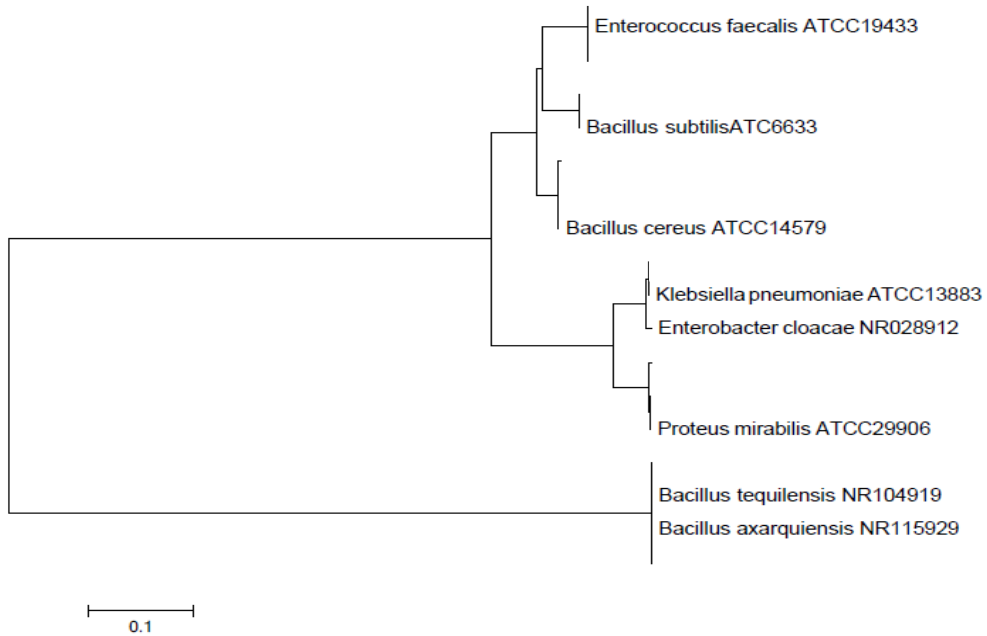 Enterococcus faecalis ATCC19433
Bacillus subtilisATC6633
Bacillus cereus ATCC14579
Klebsiella pneumoniae ATCC13883
Enterobacter cloacae NR028912
Proteus mirabilis ATCC29906
Bacillus tequilensis NR104919
Bacillus axarquiensis NR115929
0.1